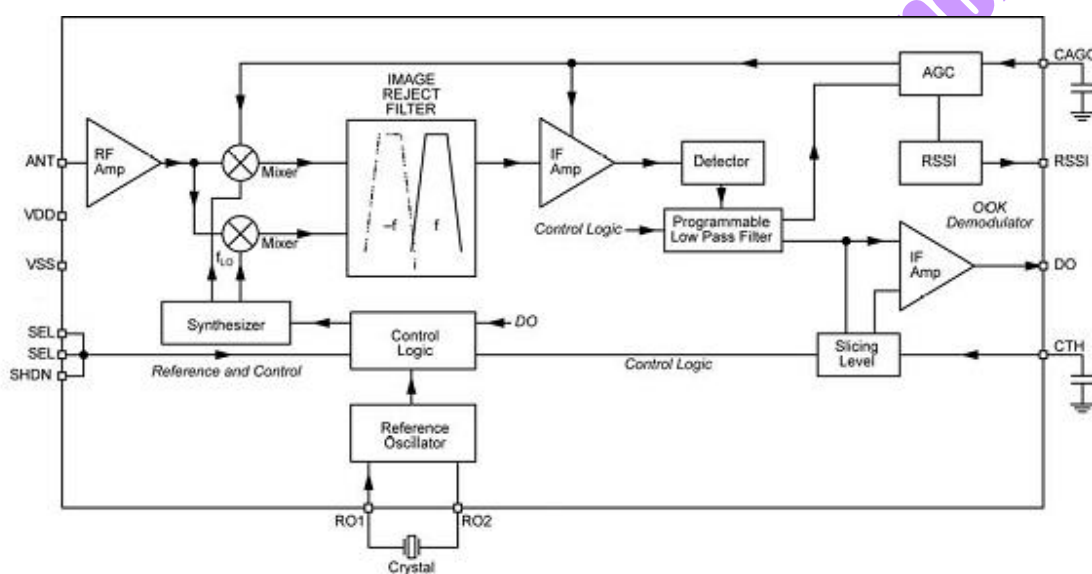 CAGC
IMAGE
REJECT
FILTER
AGC
RF
Amp
ANT
Mixer
IF
Amp
Detector
RSSI
RSSI
VDD
–f
f
Mixer
Control Logic
Programmable
Low Pass Filter
OOK
Demodulator
VSS
fLO
IF
Amp
DO
Synthesizer
Control
Logic
DO
SEL
SEL
SHDN
Reference and Control
Control Logic
Slicing
Level
CTH
Reference
Oscillator
RO1
RO2
Crystal